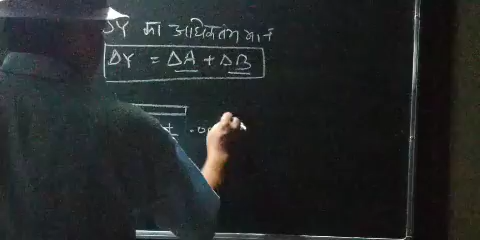 ΔY का अधिकतम मान
ΔY = ΔA + ΔB